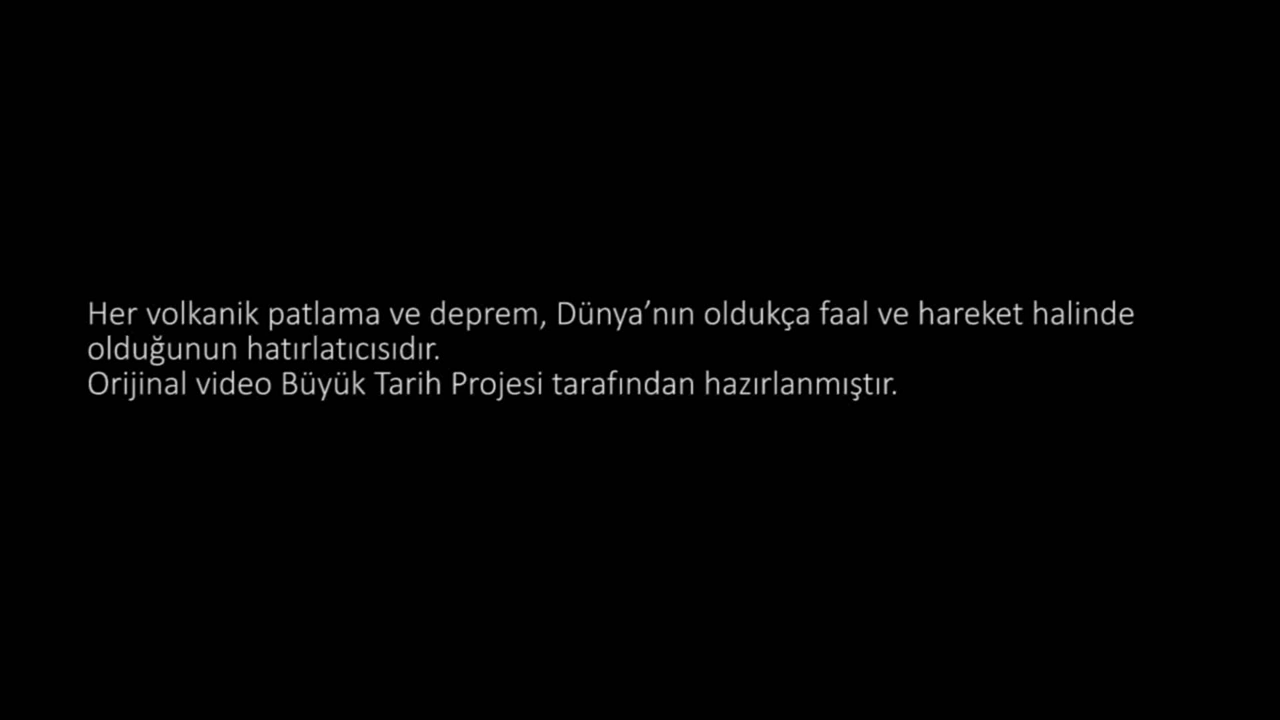 Her volkanik patlama ve deprem, Dünya’nın oldukça faal ve hareket halinde
olduğunun hatırlatıcısıdır.
Orijinal video Büyük Tarih Projesi tarafından hazırlanmıştır.